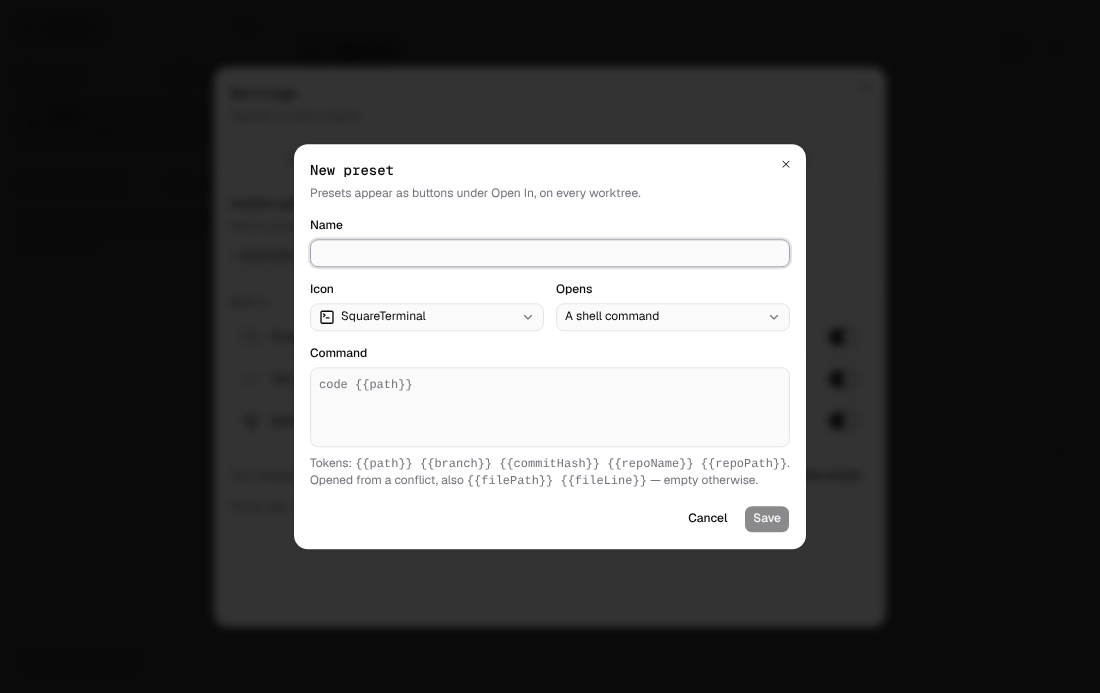 New preset
Presets appear as buttons under Open In, on every worktree.
Name
Icon
Opens
SquareTerminal
A shell command
Command
code {{path}}
Tokens: {{path}} {{branch}} {{commitHash}} {{repoName}} {{repoPath}}.
Opened from a conflict, also {{filePath}} {{fileLine}} — empty otherwise.
Cancel
Save